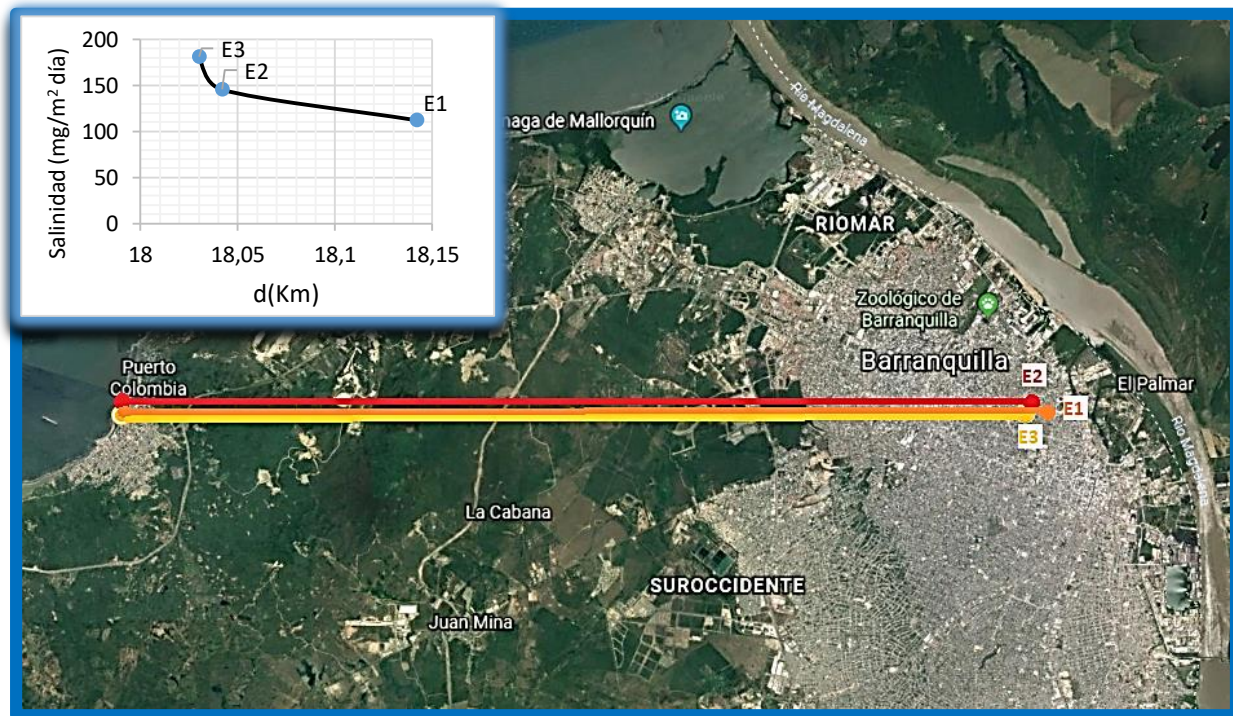 200
150
100
50
0
Salinidad (mg/m² día)
E3
E2
E1
18
18,05
18,1
18,15
d(Km)
naga de Mallorquín
Río Magdalena
RIOMAR
Zoológico de
Barranquilla
Barranquilla
Puerto
Colombia
E2
El Palmar
E1
E3
Río Magdalena
La Cabana
SUROCCIDENTE
Juan Mina